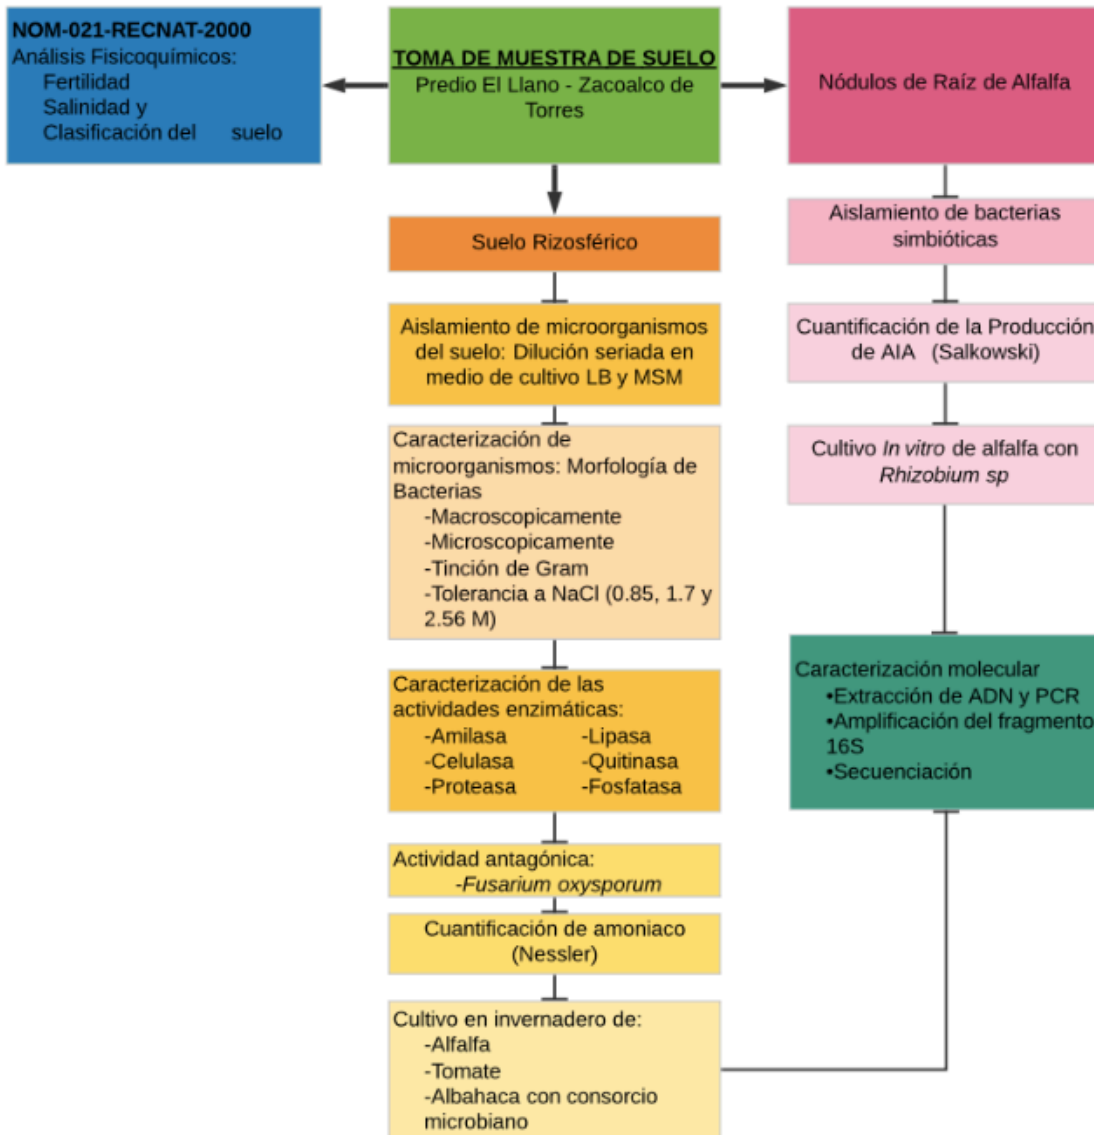 NOM-021-RECNAT-2000
Análisis Fisicoquímicos:
Fertilidad
Salinidad y
Clasificación del suelo
TOMA DE MUESTRA DE SUELO
Predio El Llano - Zacoalco de
Torres
Nódulos de Raíz de Alfalfa
Suelo Rizosférico
Aislamiento de microorganismos
del suelo: Dilución seriada en
medio de cultivo LB y MSM
Caracterización de
microorganismos: Morfología de
Bacterias
-Macroscopicamente
-Microscopicamente
-Tinción de Gram
-Tolerancia a NaCl (0.85, 1.7 y
2.56 M)
Caracterización de las
actividades enzimáticas:
-Amilasa -Lipasa
-Celulasa -Quitinasa
-Proteasa -Fosfatasa
Actividad antagónica:
-Fusarium oxysporum
Cuantificación de amoniaco
(Nessler)
Cultivo en invernadero de:
-Alfalfa
-Tomate
-Albahaca con consorcio
microbiano
Aislamiento de bacterias
simbióticas
Cuantificación de la Producción
de AIA (Salkowski)
Cultivo In vitro de alfalfa con
Rhizobium sp
Caracterización molecular
•Extracción de ADN y PCR
•Amplificación del fragmento
16S
•Secuenciación